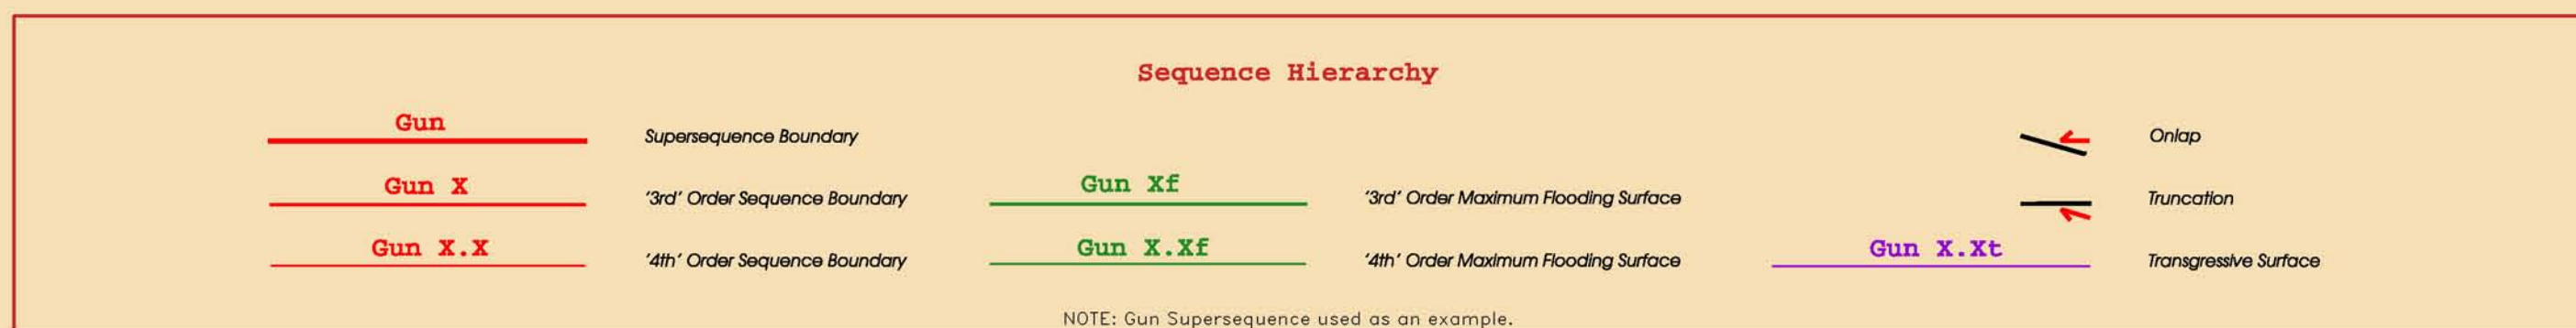 Sequence Hierarchy
Gun Supersequence Boundary Onlap
Gun X '3rd' Order Sequence Boundary Gun Xf '3rd' Order Maximum Flooding Surface Truncation
Gun X.X '4th' Order Sequence Boundary Gun X.Xf '4th' Order Maximum Flooding Surface Gun X.Xt Transgressive Surface
NOTE: Gun Supersequence used as an example.